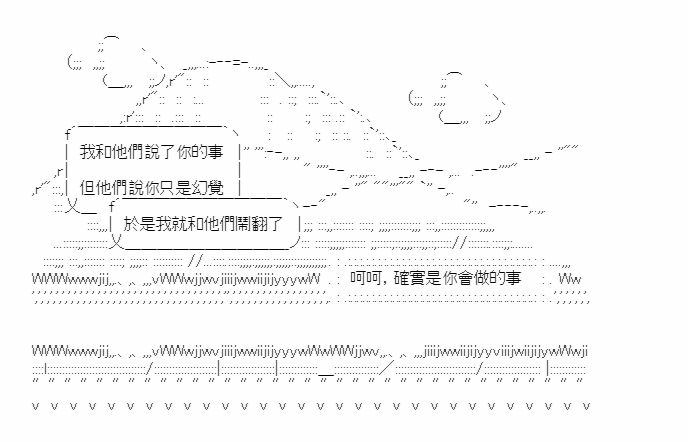 我和他們說了你的事
但他們說你只是幻覺
於是我就和他們鬧翻了
呵呵，確實是你會做的事